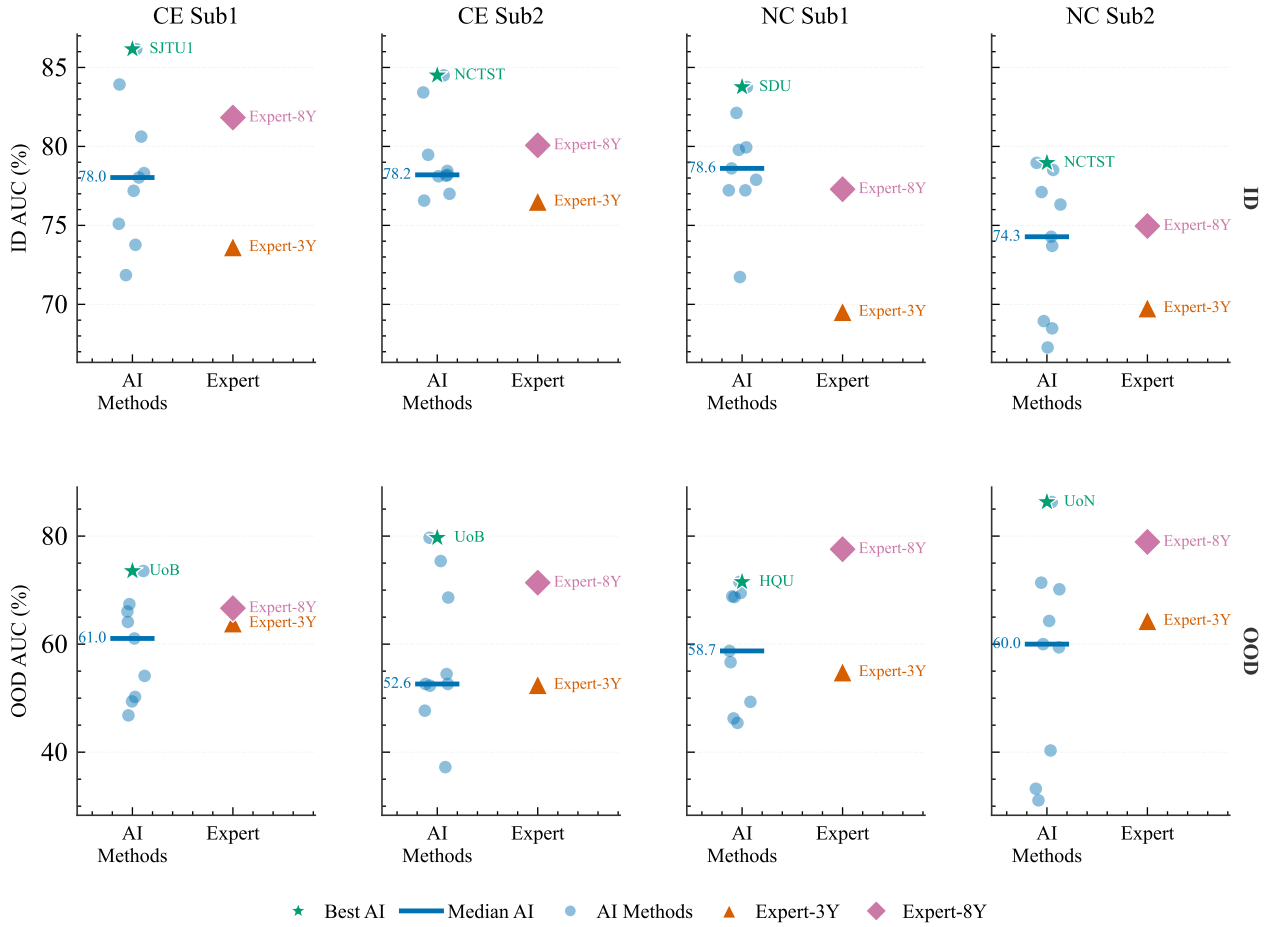 CE Sub1
CE Sub2
NC Sub1
NC Sub2
ID AUC (%)
85
80
75
70
SJTU1
Expert-8Y
78.0
Expert-3Y
AI
Methods
Expert
NCTST
Expert-8Y
78.2
Expert-3Y
AI
Methods
Expert
SDU
78.6
Expert-8Y
Expert-3Y
AI
Methods
Expert
NCTST
Expert-8Y
74.3
Expert-3Y
AI
Methods
Expert
ID
OOD AUC (%)
80
60
40
UoB
Expert-8Y
Expert-3Y
61.0
AI
Methods
Expert
UoB
Expert-8Y
52.6
Expert-3Y
AI
Methods
Expert
Expert-8Y
HQU
58.7
Expert-3Y
AI
Methods
Expert
UoN
Expert-8Y
Expert-3Y
60.0
AI
Methods
Expert
OOD
Best AI
Median AI
AI Methods
Expert-3Y
Expert-8Y